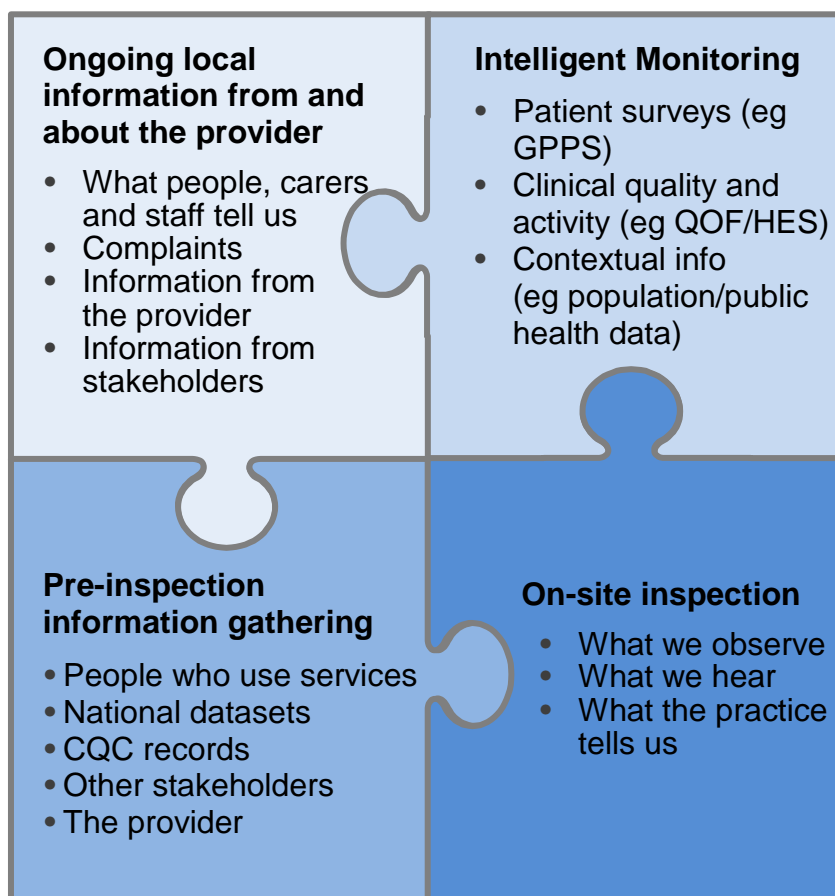 Ongoing local
information from and
about the provider
• What people, carers
and staff tell us
• Complaints
• Information from
the provider
• Information from
stakeholders
Intelligent Monitoring
• Patient surveys (eg
GPPS)
• Clinical quality and
activity (eg QOF/HES)
• Contextual info
(eg population/public
health data)
Pre-inspection
information gathering
• People who use services
• National datasets
• CQC records
• Other stakeholders
• The provider
On-site inspection
• What we observe
• What we hear
• What the practice
tells us